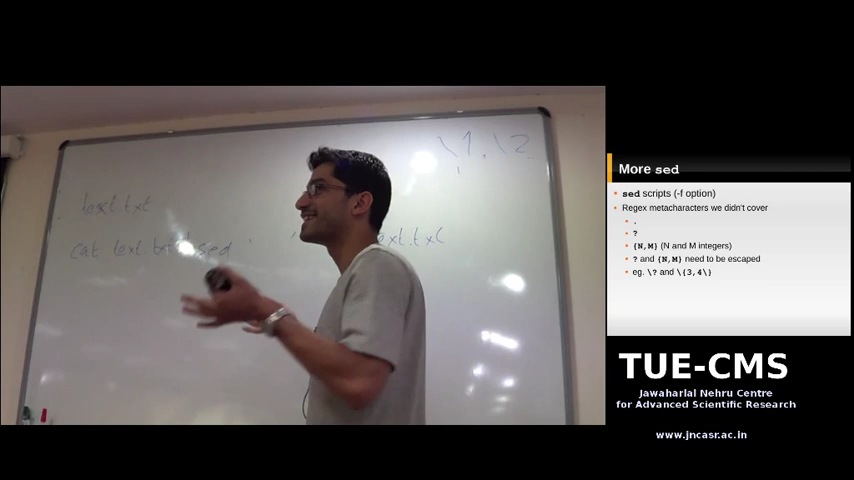 \1.\2
text.txt
cat text.txt | sed ' ' text.txt
More sed
sed scripts (-f option)
Regex metacharacters we didn't cover
.
?
{N,M} (N and M integers)
? and {N,M} need to be escaped
eg. \? and \{3,4\}
TUE-CMS
Jawaharlal Nehru Centre
for Advanced Scientific Research
www.jncasr.ac.in